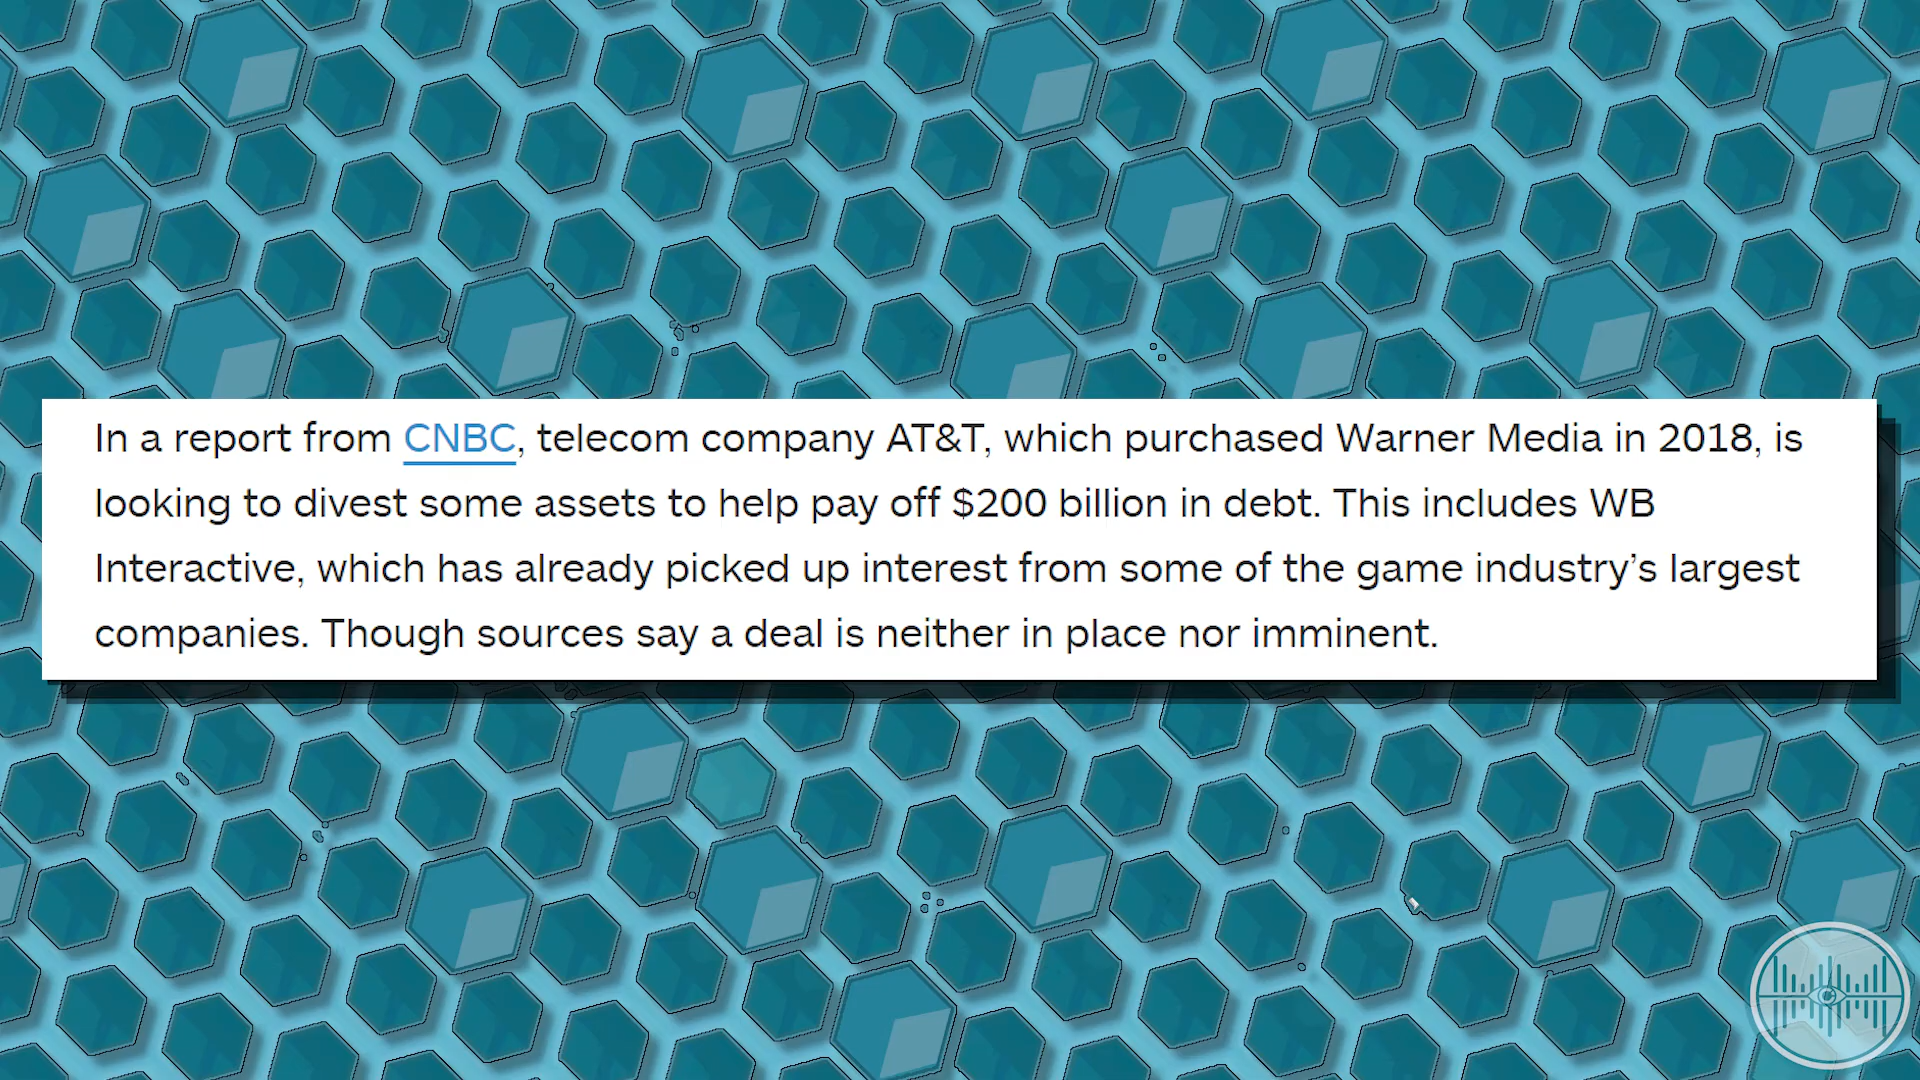 In a report from CNBC, telecom company AT&T, which purchased Warner Media in 2018, is
looking to divest some assets to help pay off $200 billion in debt. This includes WB
Interactive, which has already picked up interest from some of the game industry’s largest
companies. Though sources say a deal is neither in place nor imminent.